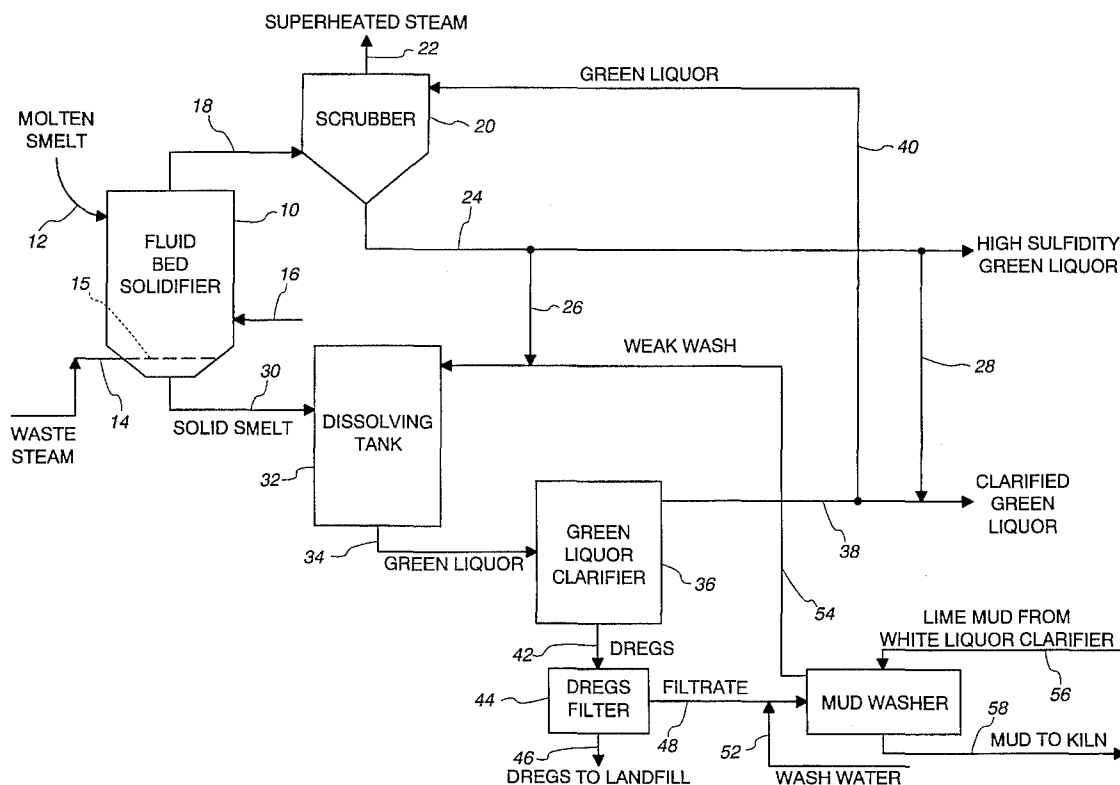 SUPERHEATED STEAM
22
GREEN LIQUOR
MOLTEN
SMELT
18
SCRUBBER
20
40
12
10
24
FLUID
BED
SOLIDIFIER
HIGH SULFIDITY
GREEN LIQUOR
15
16
26
WEAK WASH
28
14
30
WASTE
STEAM
SOLID SMELT
DISSOLVING
TANK
32
CLARIFIED
GREEN
LIQUOR
34
GREEN LIQUOR
GREEN
LIQUOR
CLARIFIER
36
38
54
LIME MUD FROM
WHITE LIQUOR CLARIFIER
56
42
DREGS
44
DREGS
FILTER
FILTRATE
48
MUD WASHER
58
MUD TO KILN
46
52
DREGS TO LANDFILL
WASH WATER